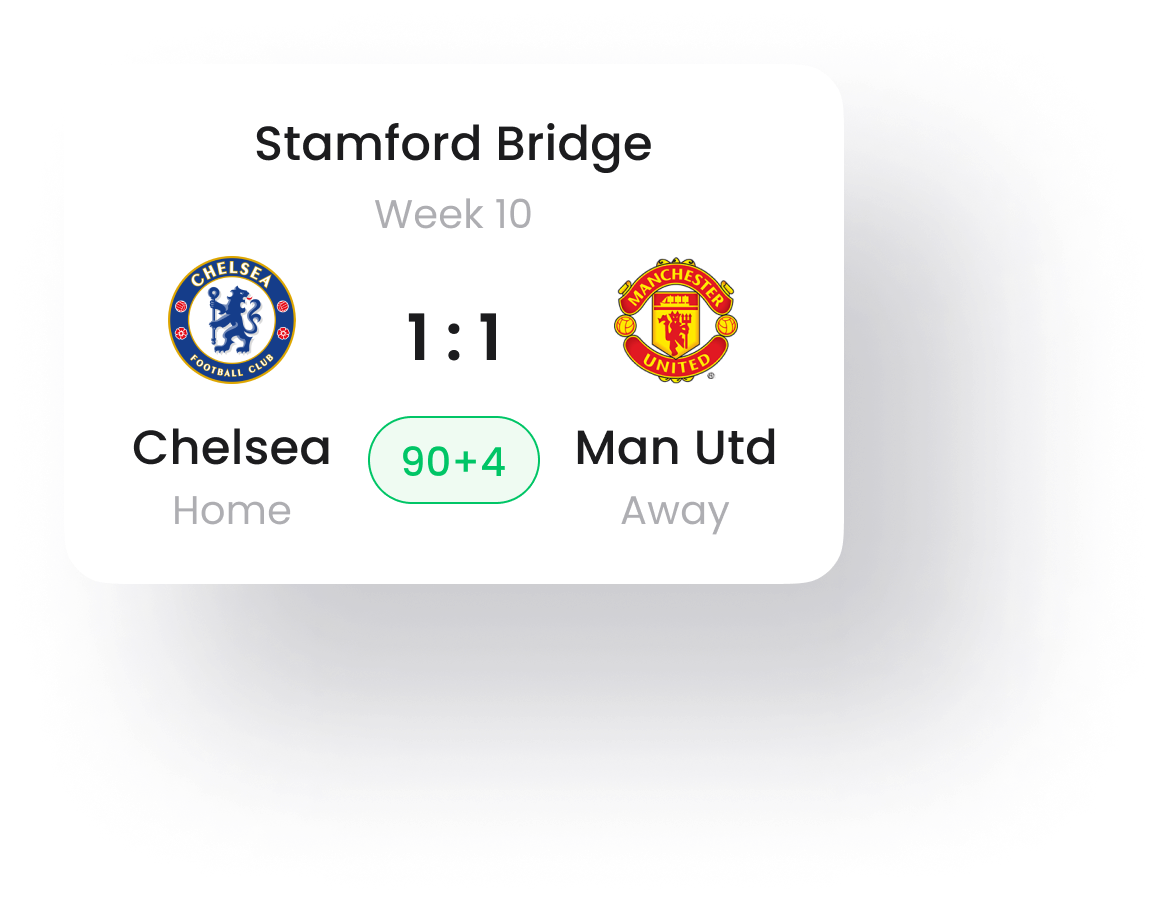 Stamford Bridge
Week 10
CHELSEA
FOOTBALL CLUB
1 : 1
MANCHESTER
UNITED
®
Chelsea
90+4
Man Utd
Home
Away